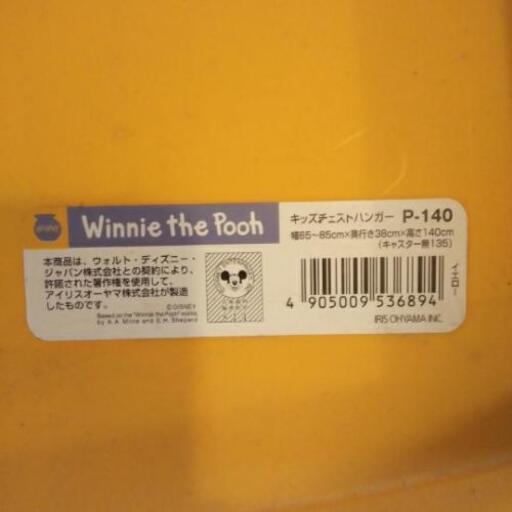 Winnie the Pooh
キッズチェストハンガー P-140
幅65～85cm×奥行き38cm×高さ140cm
(キャスター無135)
本商品は、ウォルト・ディズニー・
ジャパン株式会社との契約により、
許諾された著作権を使用して、
アイリスオーヤマ株式会社が製造
したものです。
©DISNEY
Based on the "Winnie the Pooh" works
by A.A. Milne and E.H. Shepard
イエロー
4 905009 536894
IRIS OHYAMA INC.